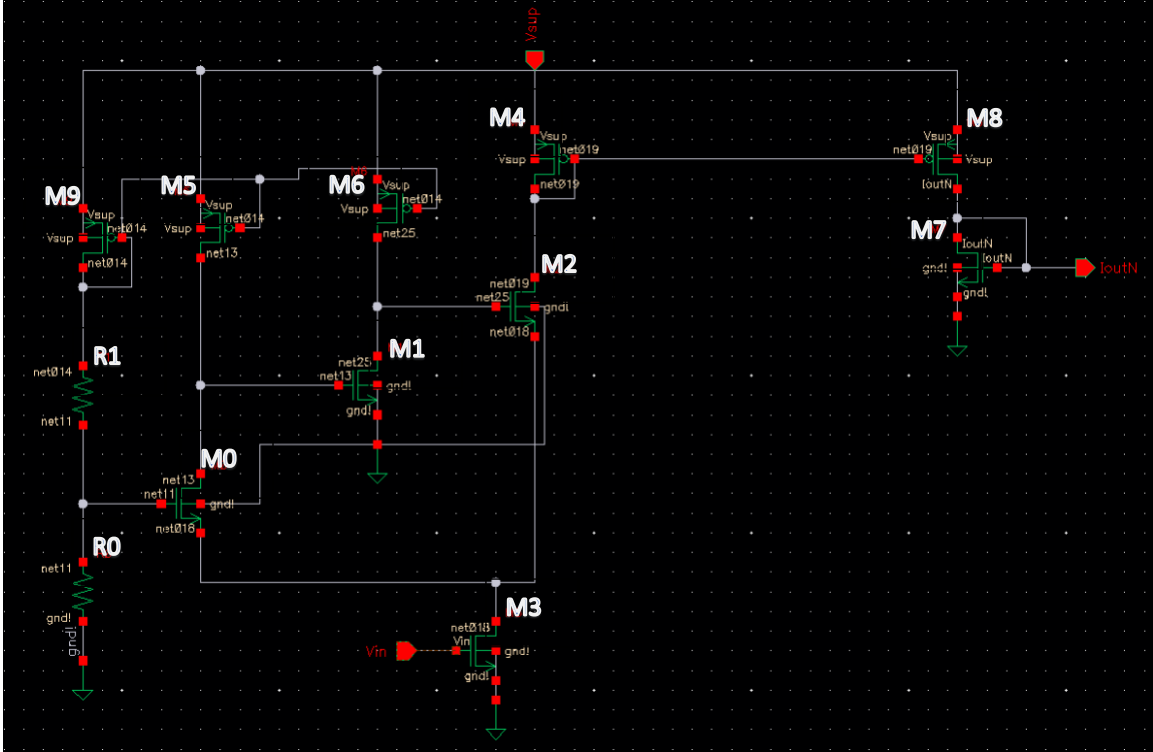 Vsup
M4
M8
Vsup
net019
net019
Vsup
Vsup
Vsup
net019
IoutN
M9
M5
M6
Vsup
net014
Vsup
net014
Vsup
net014
Vsup
Vsup
Vsup
net014
net13
net25
M7
IoutN
IoutN
gnd!
gnd!
IoutN
M2
net019
net25
gnd!
net018
R1
net014
net11
M1
net25
net13
gnd!
gnd!
M0
net13
net11
gnd!
net018
R0
net11
gnd!
gnd!
M3
net018
Vin
Vin
gnd!
gnd!